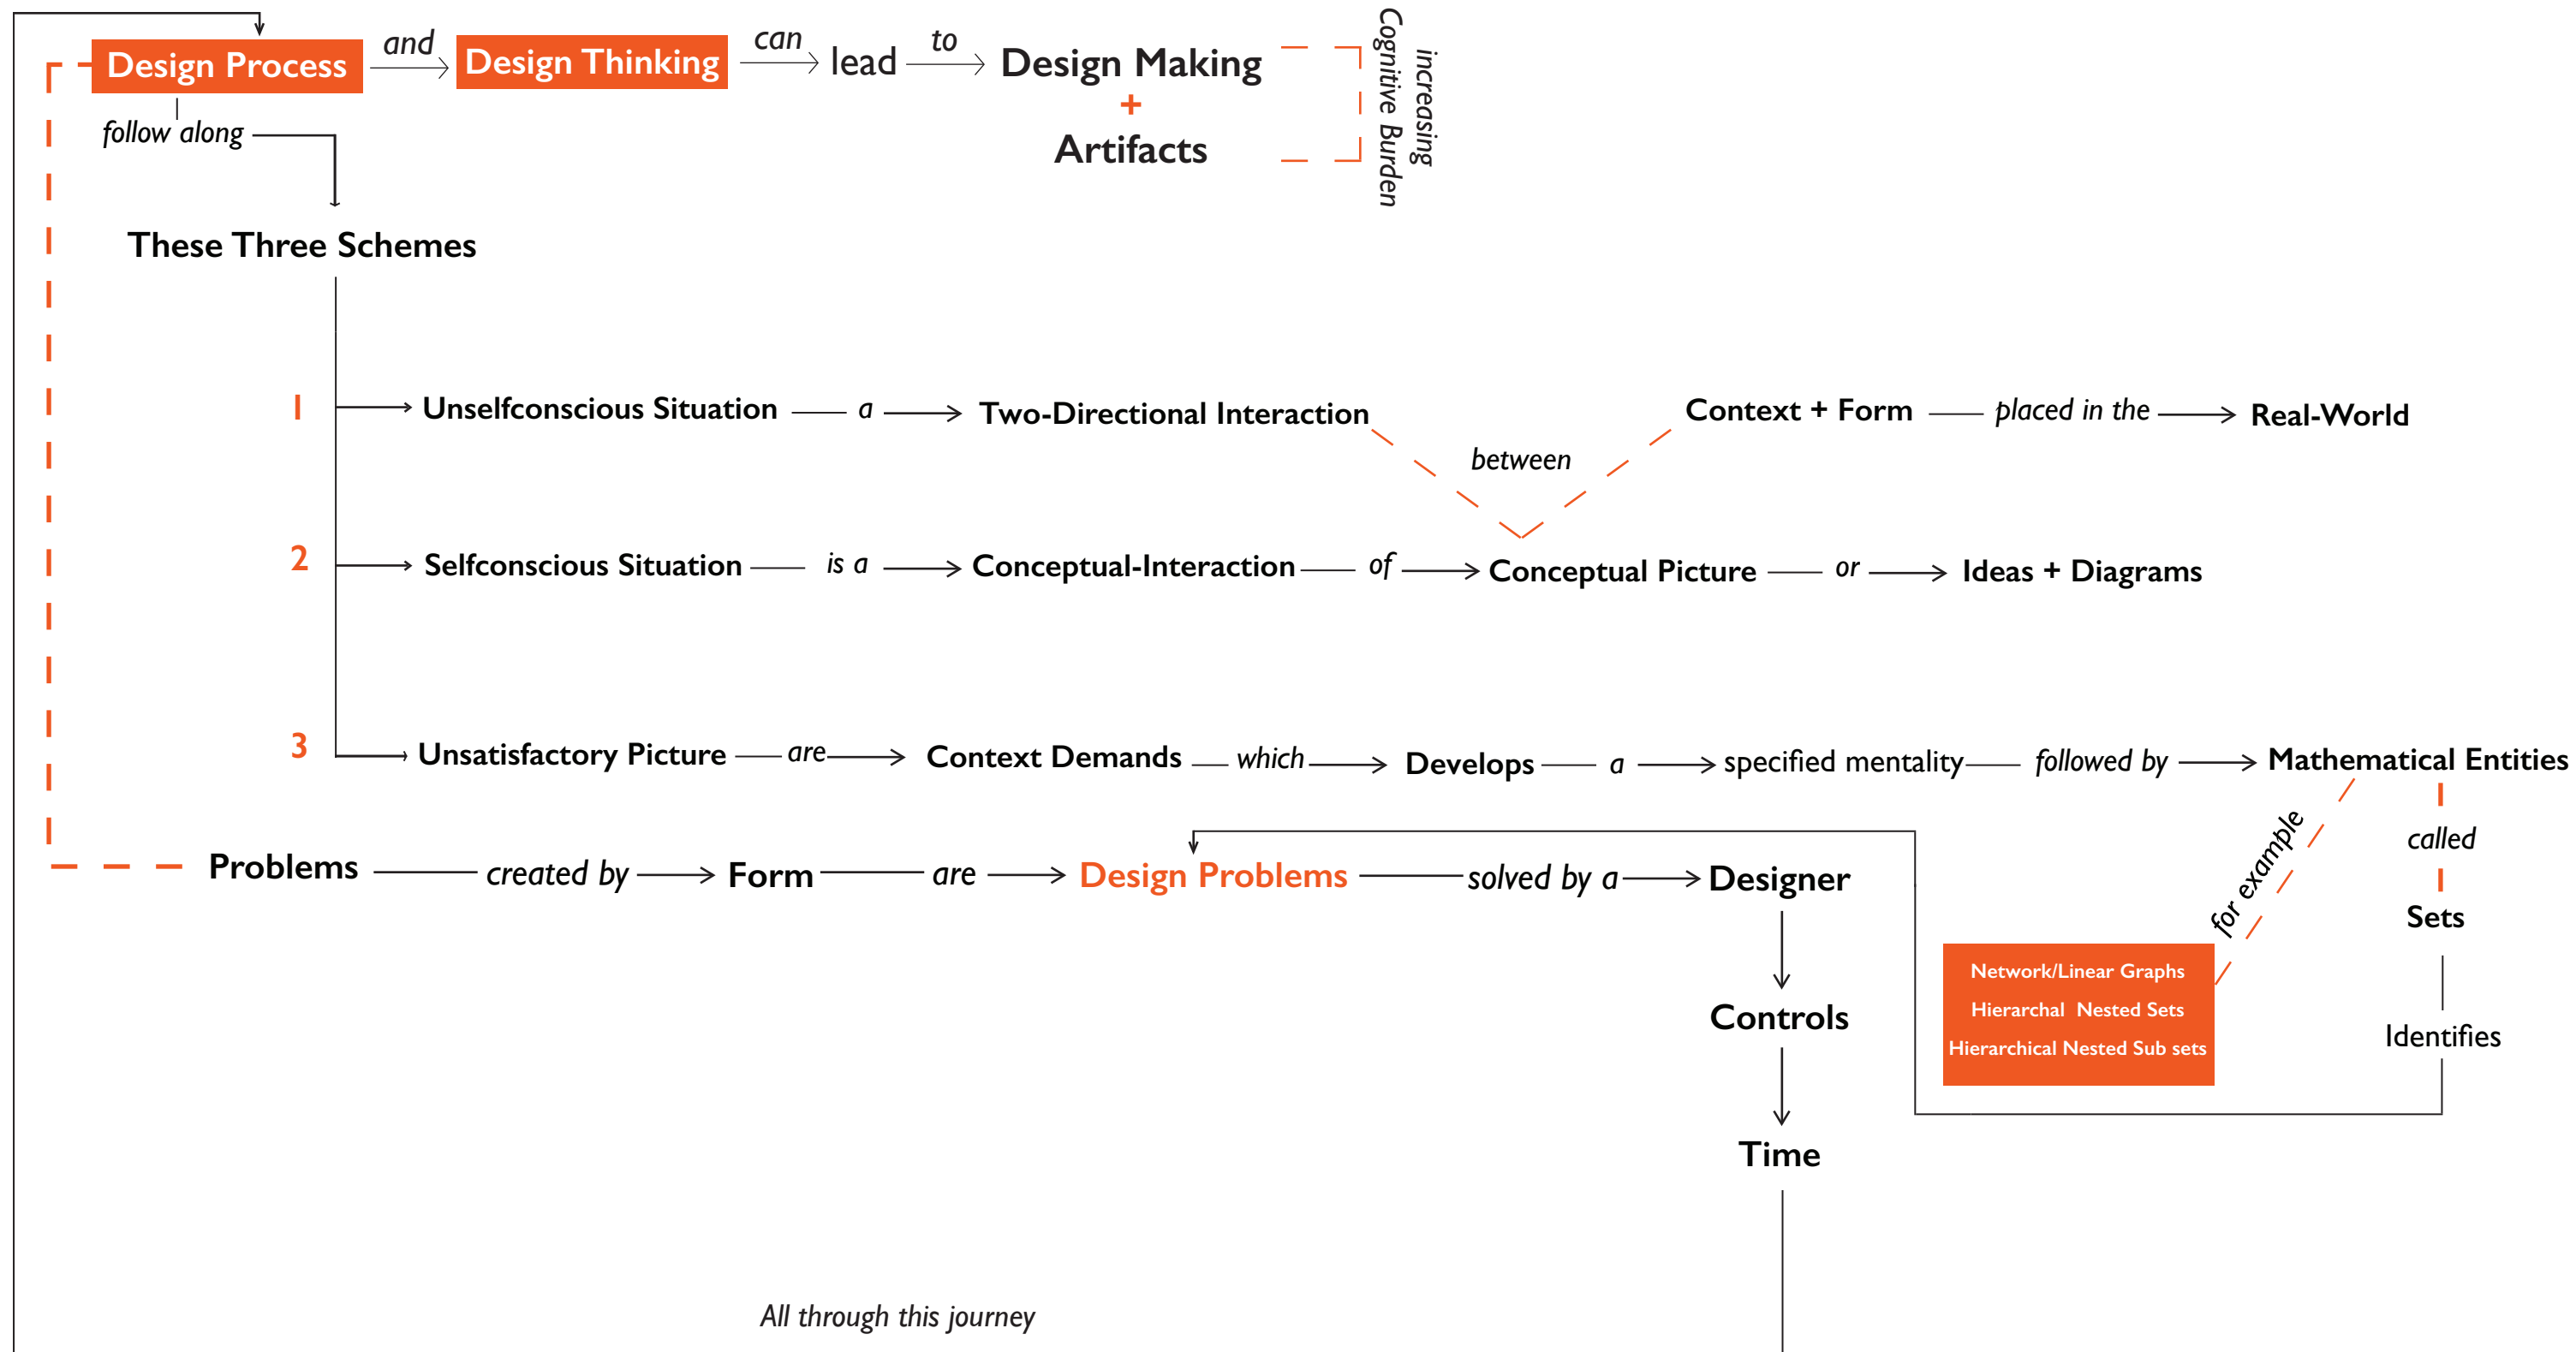 Design Process and Design Thinking can lead to Design Making
+
Artifacts
increasing
Cognitive Burden
follow along
These Three Schemes
1 Unselfconscious Situation a Two-Directional Interaction between Context + Form placed in the Real-World
2 Selfconscious Situation is a Conceptual-Interaction of Conceptual Picture or Ideas + Diagrams
3 Unsatisfactory Picture are Context Demands which Develops a specified mentality followed by Mathematical Entities
for example
Network/Linear Graphs
Hierarchal Nested Sets
Hierarchical Nested Sub sets
called
Sets
Identifies
Problems created by Form are Design Problems solved by a Designer
Controls
Time
All through this journey